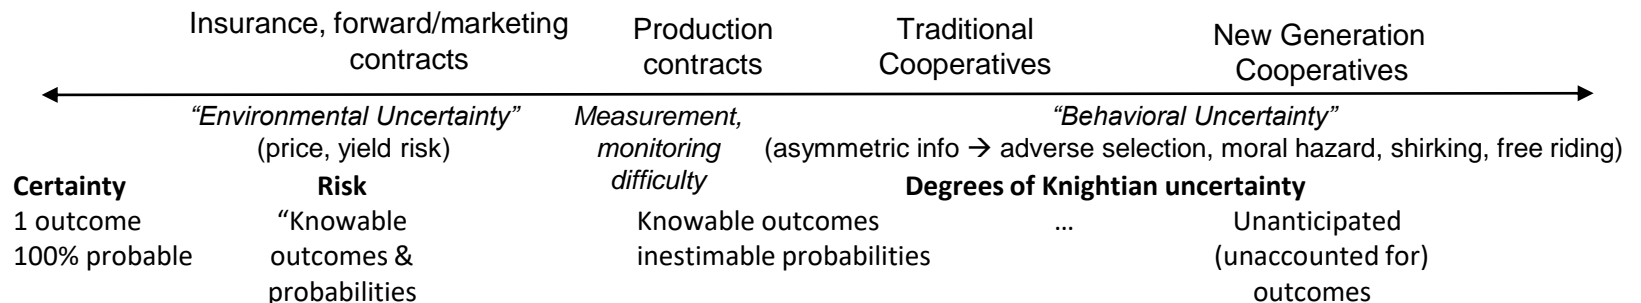 Insurance, forward/marketing contracts
Production contracts
Traditional Cooperatives
New Generation Cooperatives
“Environmental Uncertainty”
(price, yield risk)
Measurement, monitoring difficulty
“Behavioral Uncertainty”
(asymmetric info → adverse selection, moral hazard, shirking, free riding)
Certainty
1 outcome
100% probable
Risk
“Knowable
outcomes &
probabilities
Degrees of Knightian uncertainty
Knowable outcomes
inestimable probabilities
...
Unanticipated
(unaccounted for)
outcomes